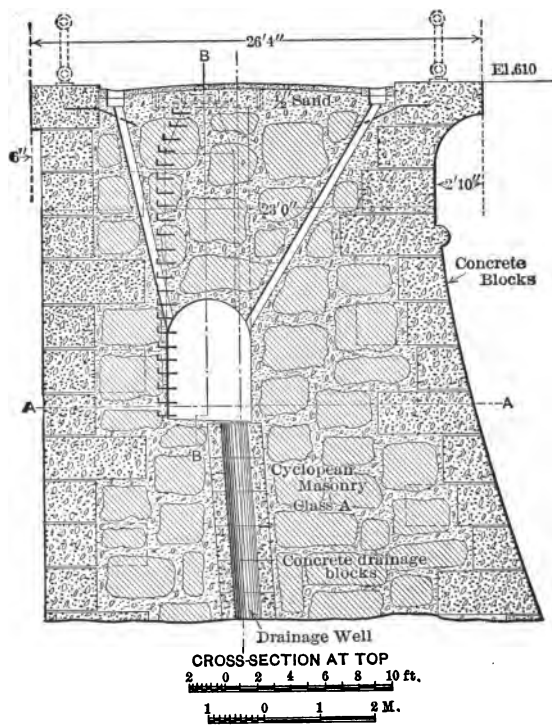 26'4"
B
El.610
½" Sand
6"
2'10"
23'0"
Concrete
Blocks
A
A
B
Cyclopean
Masonry
Class A
Concrete drainage
blocks
Drainage Well
CROSS-SECTION AT TOP
2 0 2 4 6 8 10 ft.
1 0 1 2 M.